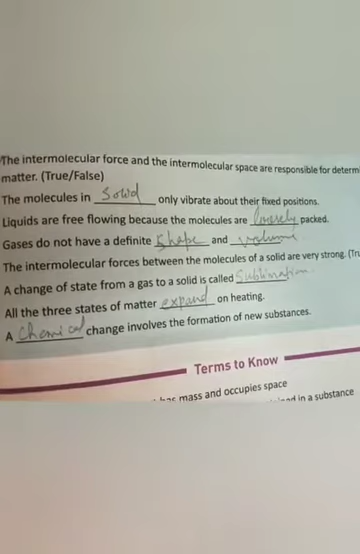 The intermolecular force and the intermolecular space are responsible for determi
matter. (True/False)
The molecules in Solid only vibrate about their fixed positions.
Liquids are free flowing because the molecules are loosely packed.
Gases do not have a definite Shape and volume
The intermolecular forces between the molecules of a solid are very strong. (Tru
A change of state from a gas to a solid is called Sublimation.
All the three states of matter expand on heating.
A Chemical change involves the formation of new substances.
Terms to Know
has mass and occupies space
in a substance